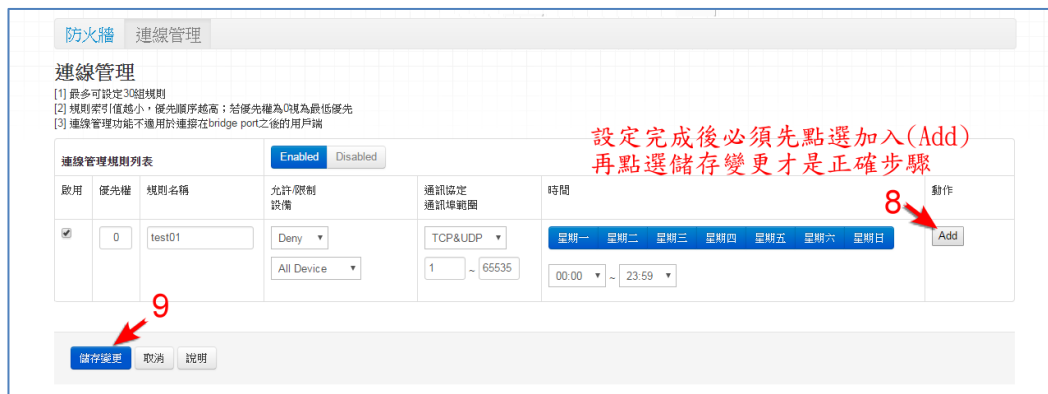 防火牆 連線管理
連線管理
[1] 最多可設定30組規則
[2] 規則索引值越小，優先順序越高；若優先權為0視為最低優先
[3] 連線管理功能不適用於連接在bridge port之後的用戶端
設定完成後必須先點選加入(Add)
再點選儲存變更才是正確步驟
連線管理規則列表 Enabled Disabled
啟用 優先權 規則名稱 允許/限制 通訊協定 時間 動作
設備 通訊埠範圍
8
0 test01 Deny TCP&UDP 星期一 星期二 星期三 星期四 星期五 星期六 星期日 Add
All Device 1 ~ 65535 00:00 ~ 23:59
9
儲存變更 取消 說明